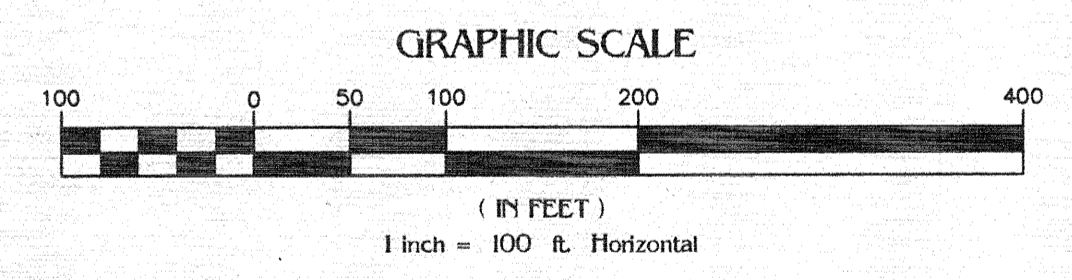 GRAPHIC SCALE
100 0 50 100 200 400
( IN FEET )
1 inch = 100 ft. Horizontal